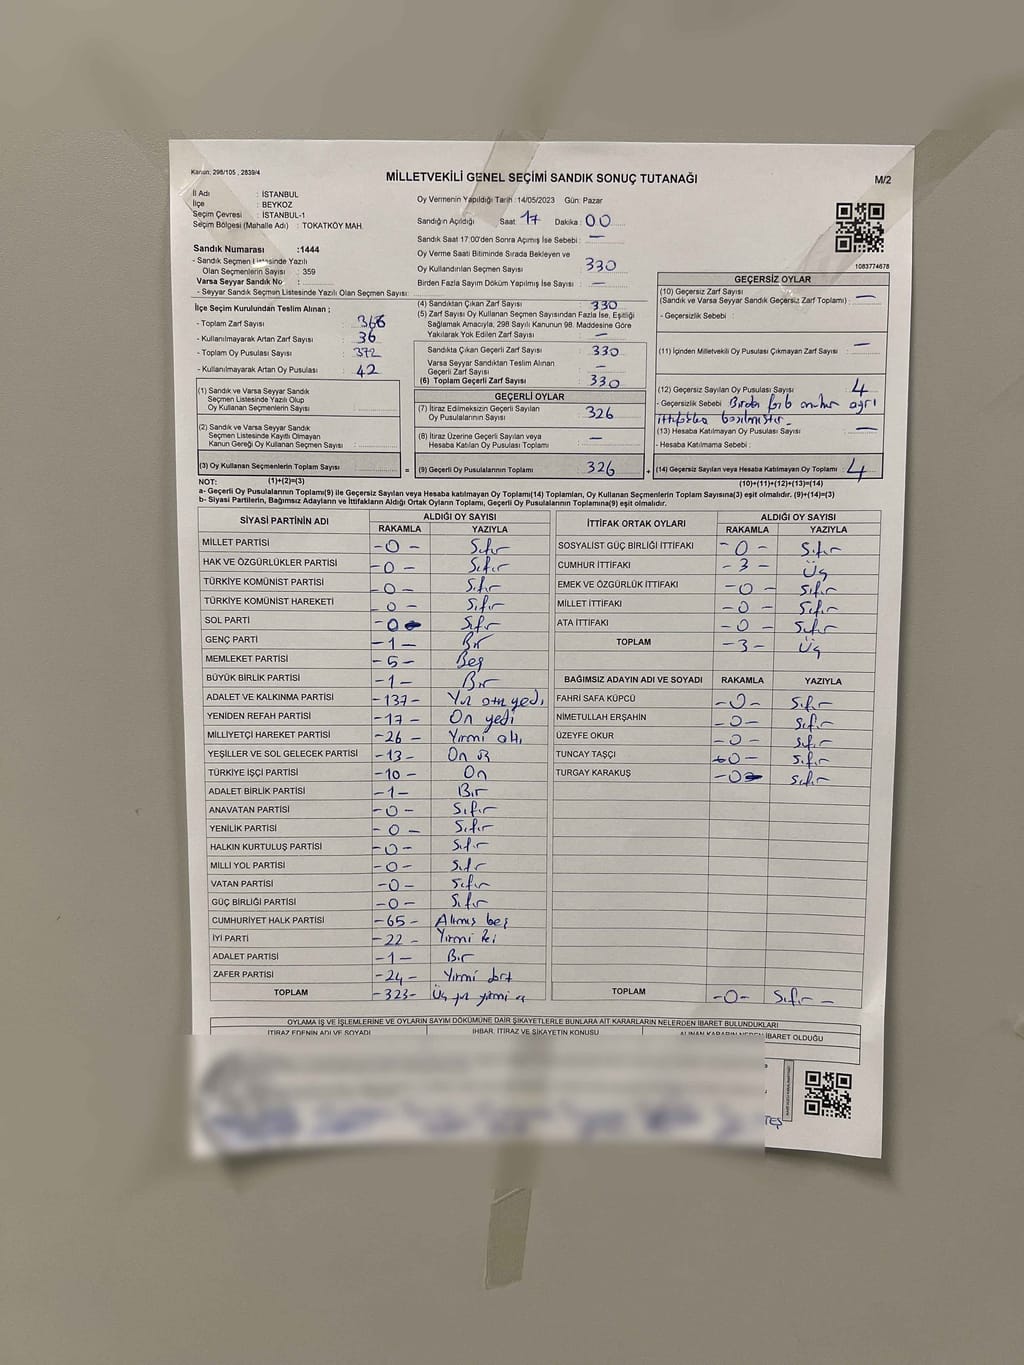 Kanun: 298/105 , 2839/4
MİLLETVEKİLİ GENEL SEÇİMİ SANDIK SONUÇ TUTANAĞI
M/2
İl Adı : İSTANBUL
İlçe : BEYKOZ
Seçim Çevresi : İSTANBUL-1
Seçim Bölgesi (Mahalle Adı) : TOKATKÖY MAH.
Sandık Numarası :1444
- Sandık Seçmen Listesinde Yazılı
Olan Seçmenlerin Sayısı : 359
Varsa Seyyar Sandık No :
- Seyyar Sandık Seçmen Listesinde Yazılı Olan Seçmen Sayısı:
Oy Vermenin Yapıldığı Tarih :14/05/2023 Gün: Pazar
Sandığın Açıldığı Saat: 17 Dakika: 00
Sandık Saat 17:00'den Sonra Açılmış İse Sebebi : —
Oy Verme Saati Bitiminde Sırada Bekleyen ve
Oy Kullandırılan Seçmen Sayısı : 330
Birden Fazla Sayım Döküm Yapılmış İse Sayısı : —
1083774678
İlçe Seçim Kurulundan Teslim Alınan ;
- Toplam Zarf Sayısı : 366
- Kullanılmayarak Artan Zarf Sayısı : 36
- Toplam Oy Pusulası Sayısı : 372
- Kullanılmayarak Artan Oy Pusulası : 42
(1) Sandık ve Varsa Seyyar Sandık
Seçmen Listesinde Yazılı Olup
Oy Kullanan Seçmenlerin Sayısı :
(2) Sandık ve Varsa Seyyar Sandık
Seçmen Listesinde Kayıtlı Olmayan
Kanun Gereği Oy Kullanan Seçmen Sayısı :
(3) Oy Kullanan Seçmenlerin Toplam Sayısı
(4) Sandıktan Çıkan Zarf Sayısı : 330
(5) Zarf Sayısı Oy Kullanan Seçmen Sayısından Fazla İse, Eşitliği
Sağlamak Amacıyla, 298 Sayılı Kanunun 98. Maddesine Göre
Yakılarak Yok Edilen Zarf Sayısı : —
Sandıkta Çıkan Geçerli Zarf Sayısı : 330
Varsa Seyyar Sandıktan Teslim Alınan
Geçerli Zarf Sayısı : —
(6) Toplam Geçerli Zarf Sayısı : 330
GEÇERLİ OYLAR
(7) İtiraz Edilmeksizin Geçerli Sayılan
Oy Pusulalarının Sayısı : 326
(8) İtiraz Üzerine Geçerli Sayılan veya
Hesaba Katılan Oy Pusulası Sayısı : —
= (9) Geçerli Oy Pusulalarının Toplamı : 326
GEÇERSİZ OYLAR
(10) Geçersiz Zarf Sayısı
(Sandık ve Varsa Seyyar Sandık Geçersiz Zarf Toplamı) : —
- Geçersizlik Sebebi :
(11) İçinden Milletvekili Oy Pusulası Çıkmayan Zarf Sayısı : —
(12) Geçersiz Sayılan Oy Pusulası Sayısı : 4
- Geçersizlik Sebebi : ayrı
ittifaka basılmıştır.
(13) Hesaba Katılmayan Oy Pusulası Sayısı : —
- Hesaba Katılmama Sebebi :
+ (14) Geçersiz Sayılan veya Hesaba Katılmayan Oy Toplamı : 4
NOT: (1)+(2)=(3)
(10)+(11)+(12)+(13)=(14)
a- Geçerli Oy Pusulalarının Toplamı(9) ile Geçersiz Sayılan veya Hesaba katılmayan Oy Toplamı(14) Toplamları, Oy Kullanan Seçmenlerin Toplam Sayısına(3) eşit olmalıdır. (9)+(14)=(3)
b- Siyasi Partilerin, Bağımsız Adayların ve İttifakların Aldığı Ortak Oyların Toplamı, Geçerli Oy Pusulalarının Toplamına(9) eşit olmalıdır.
SİYASİ PARTİNİN ADI ALDIĞI OY SAYISI
RAKAMLA YAZIYLA
MİLLET PARTİSİ -0- Sıfır
HAK VE ÖZGÜRLÜKLER PARTİSİ -0- Sıfır
TÜRKİYE KOMÜNİST PARTİSİ -0- Sıfır
TÜRKİYE KOMÜNİST HAREKETİ -0- Sıfır
SOL PARTİ -0- Sıfır
GENÇ PARTİ -1- Bir
MEMLEKET PARTİSİ -5- Beş
BÜYÜK BİRLİK PARTİSİ -1- Bir
ADALET VE KALKINMA PARTİSİ -137- Yüz otuz yedi
YENİDEN REFAH PARTİSİ -17- On yedi
MİLLİYETÇİ HAREKET PARTİSİ -26- Yirmi altı
YEŞİLLER VE SOL GELECEK PARTİSİ -13- On üç
TÜRKİYE İŞÇİ PARTİSİ -10- On
ADALET BİRLİK PARTİSİ -1- Bir
ANAVATAN PARTİSİ -0- Sıfır
YENİLİK PARTİSİ -0- Sıfır
HALKIN KURTULUŞ PARTİSİ -0- Sıfır
MİLLİ YOL PARTİSİ -0- Sıfır
VATAN PARTİSİ -0- Sıfır
GÜÇ BİRLİĞİ PARTİSİ -0- Sıfır
CUMHURİYET HALK PARTİSİ -65- Altmış beş
İYİ PARTİ -22- Yirmi iki
ADALET PARTİSİ -1- Bir
ZAFER PARTİSİ -24- Yirmi dört
TOPLAM -323- Üç yüz yirmi üç
İTTİFAK ORTAK OYLARI ALDIĞI OY SAYISI
RAKAMLA YAZIYLA
SOSYALİST GÜÇ BİRLİĞİ İTTİFAKI -0- Sıfır
CUMHUR İTTİFAKI -3- Üç
EMEK VE ÖZGÜRLÜK İTTİFAKI -0- Sıfır
MİLLET İTTİFAKI -0- Sıfır
ATA İTTİFAKI -0- Sıfır
TOPLAM -3- Üç
BAĞIMSIZ ADAYIN ADI VE SOYADI RAKAMLA YAZIYLA
FAHRİ SAFA KÜPCÜ -0- Sıfır
NİMETULLAH ERŞAHİN -0- Sıfır
ÜZEYFE OKUR -0- Sıfır
TUNCAY TAŞÇI -0- Sıfır
TURGAY KARAKUŞ -0- Sıfır
TOPLAM -0- Sıfır —
OYLAMA İŞ VE İŞLEMLERİNE VE OYLARIN SAYIM DÖKÜMÜNE DAİR ŞİKAYETLERLE BUNLARA AİT KARARLARIN NELERDEN İBARET BULUNDUKLARI
İTİRAZ EDENİN ADI VE SOYADI İHBAR, İTİRAZ VE ŞİKAYETİN KONUSU ALINAN KARARIN NEDEN İBARET OLDUĞU